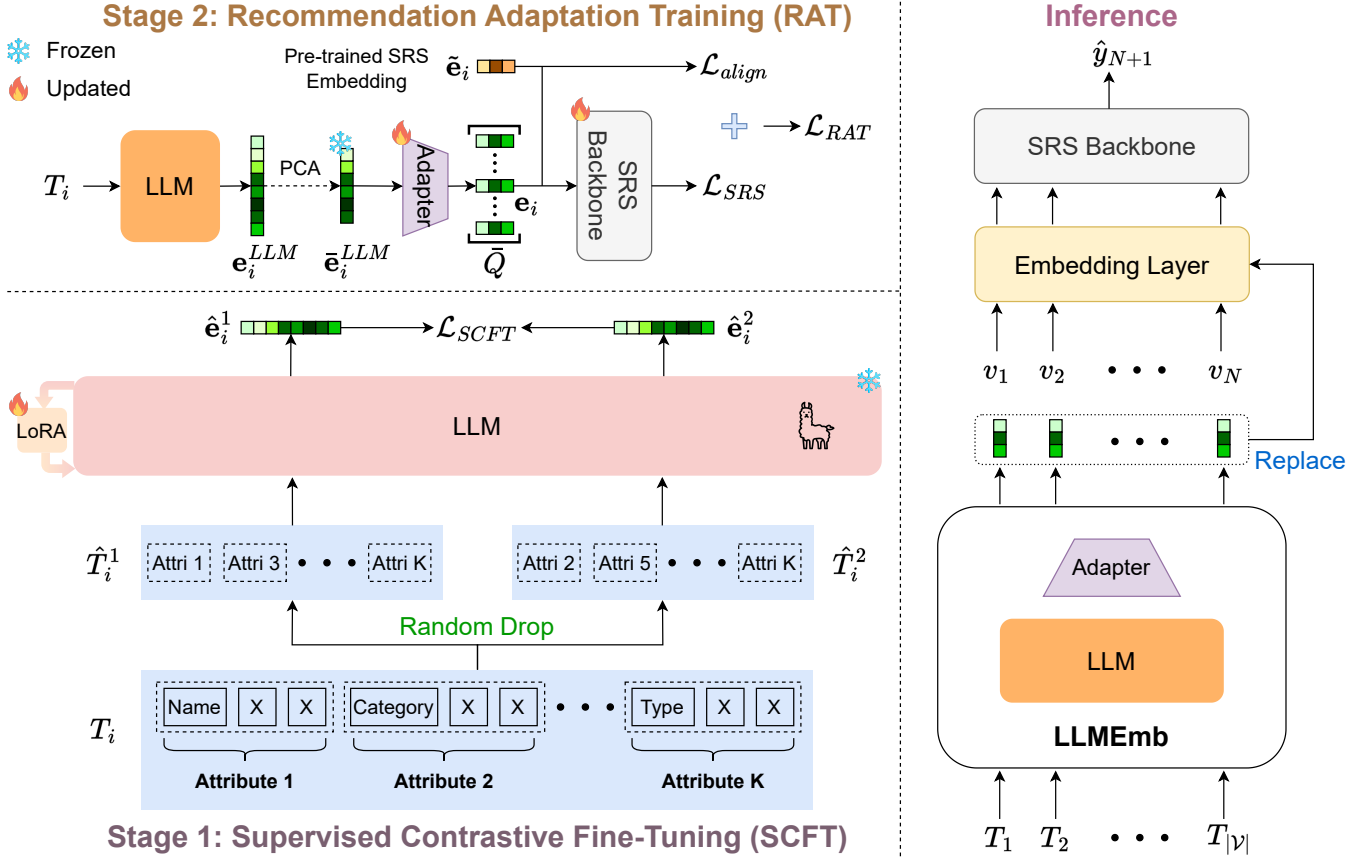 Stage 2: Recommendation Adaptation Training (RAT)
Frozen
Updated
Pre-trained SRS
Embedding
ẽ_i
ℒ_align
T_i
LLM
PCA
Adapter
e_i
SRS
Backbone
ℒ_SRS
ℒ_RAT
e_i^{LLM}
ē_i^{LLM}
Q̄
ê_i^1
ℒ_SCFT
ê_i^2
LoRA
LLM
T̂_i^1
Attri 1
Attri 3
• • •
Attri K
Attri 2
Attri 5
• • •
Attri K
T̂_i^2
Random Drop
T_i
Name X X
Category X X
• • •
Type X X
Attribute 1
Attribute 2
Attribute K
Stage 1: Supervised Contrastive Fine-Tuning (SCFT)
Inference
ŷ_{N+1}
SRS Backbone
Embedding Layer
v_1 v_2 • • • v_N
• • •
Replace
Adapter
LLM
LLMEmb
T_1 T_2 • • • T_{|𝒱|}